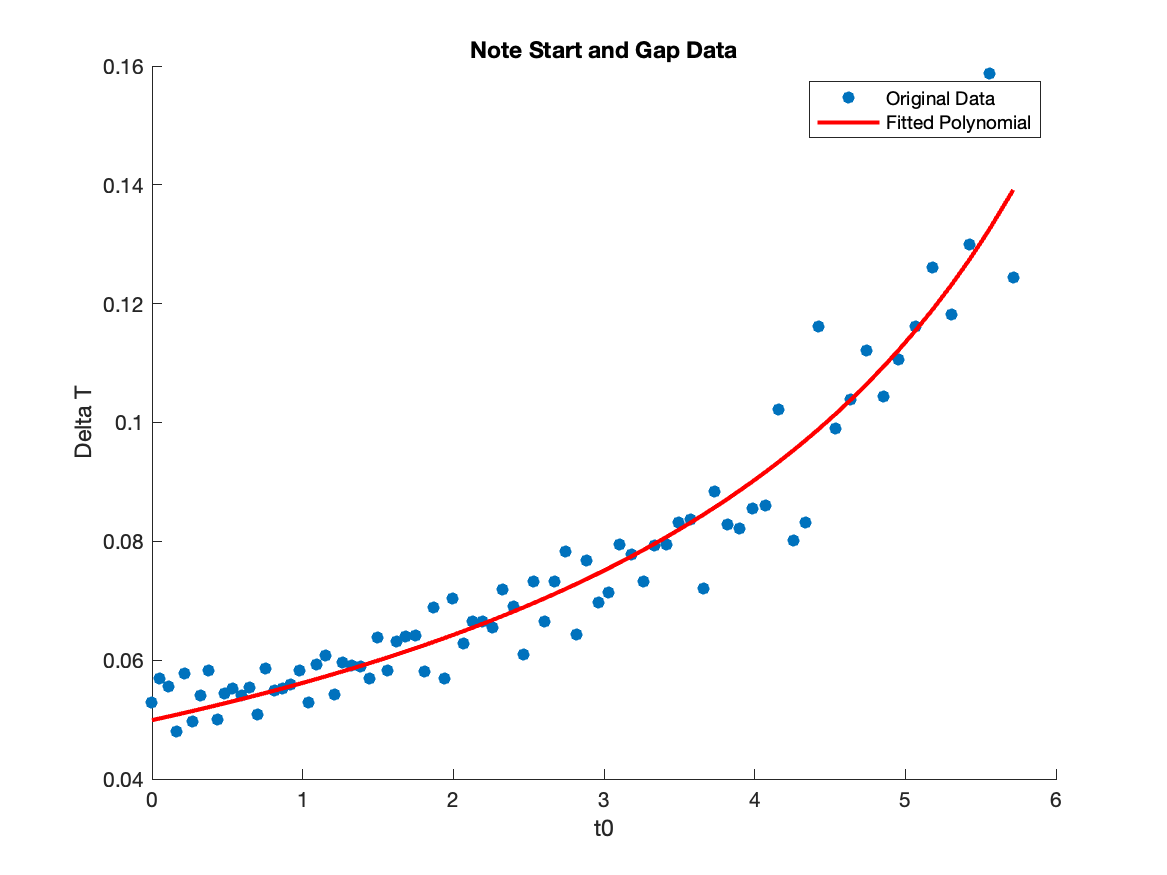 Note Start and Gap Data
0.16
Original Data
Fitted Polynomial
0.14
0.12
0.1
Delta T
0.08
0.06
0.04
0 1 2 3 4 5 6
t0